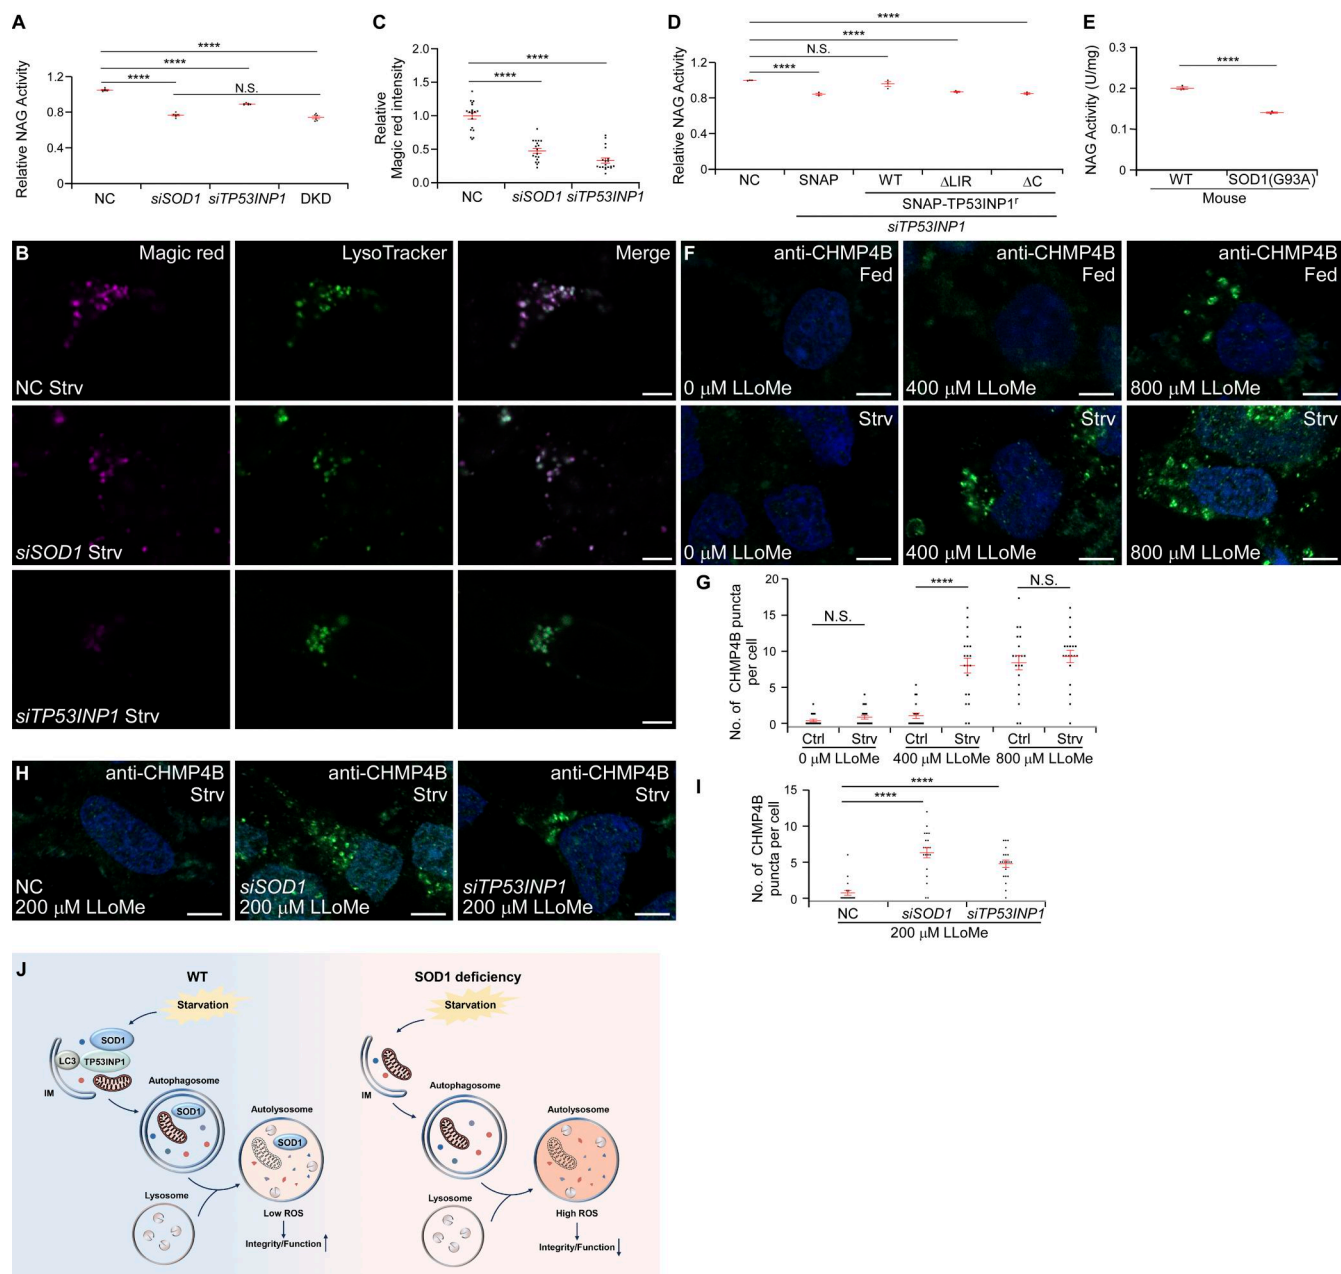 A
Relative NAG Activity
1.2
0.8
0.4
0
****
****
****
N.S.
NC
siSOD1
siTP53INP1
DKD
C
Relative
Magic red intensity
2.0
1.5
1.0
0.5
0.0
****
****
NC
siSOD1
siTP53INP1
D
Relative NAG Activity
1.2
0.8
0.4
0
****
****
N.S.
****
NC
SNAP
WT
ΔLIR
ΔC
SNAP-TP53INP1ʳ
siTP53INP1
E
NAG Activity (U/mg)
0.3
0.2
0.1
0
****
WT
SOD1(G93A)
Mouse
B
Magic red
LysoTracker
Merge
NC Strv
siSOD1 Strv
siTP53INP1 Strv
F
anti-CHMP4B
Fed
0 μM LLoMe
anti-CHMP4B
Fed
400 μM LLoMe
anti-CHMP4B
Fed
800 μM LLoMe
Strv
0 μM LLoMe
Strv
400 μM LLoMe
Strv
800 μM LLoMe
G
No. of CHMP4B puncta
per cell
20
15
10
5
0
N.S.
****
N.S.
Ctrl
Strv
Ctrl
Strv
Ctrl
Strv
0 μM LLoMe
400 μM LLoMe
800 μM LLoMe
H
anti-CHMP4B
Strv
NC
200 μM LLoMe
anti-CHMP4B
Strv
siSOD1
200 μM LLoMe
anti-CHMP4B
Strv
siTP53INP1
200 μM LLoMe
I
No. of CHMP4B
puncta per cell
15
10
5
0
****
****
NC
siSOD1
siTP53INP1
200 μM LLoMe
J
WT
Starvation
SOD1
LC3
TP53INP1
IM
Autophagosome
SOD1
Autolysosome
SOD1
Lysosome
Low ROS
Integrity/Function
SOD1 deficiency
Starvation
IM
Autophagosome
Autolysosome
Lysosome
High ROS
Integrity/Function